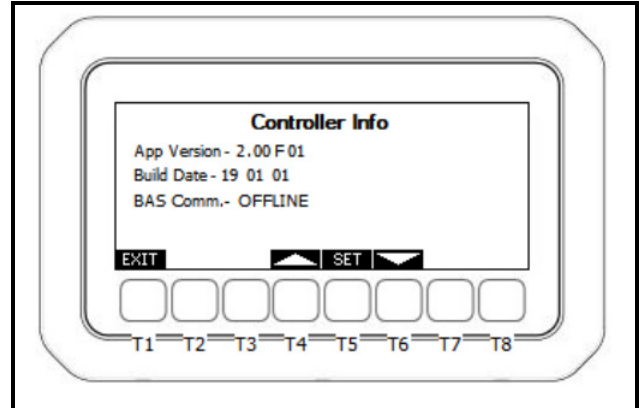 Controller Info
App Version - 2.00 F 01
Build Date - 19 01 01
BAS Comm.- OFFLINE
EXIT SET
T1 T2 T3 T4 T5 T6 T7 T8